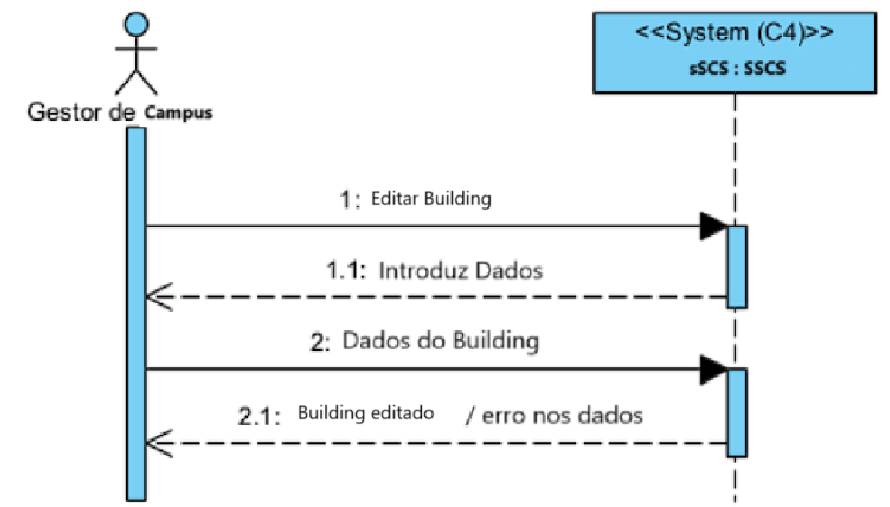 <<System (C4)>>
sSCS : SSCS
Gestor de Campus
1: Editar Building
1.1: Introduz Dados
2: Dados do Building
2.1: Building editado / erro nos dados